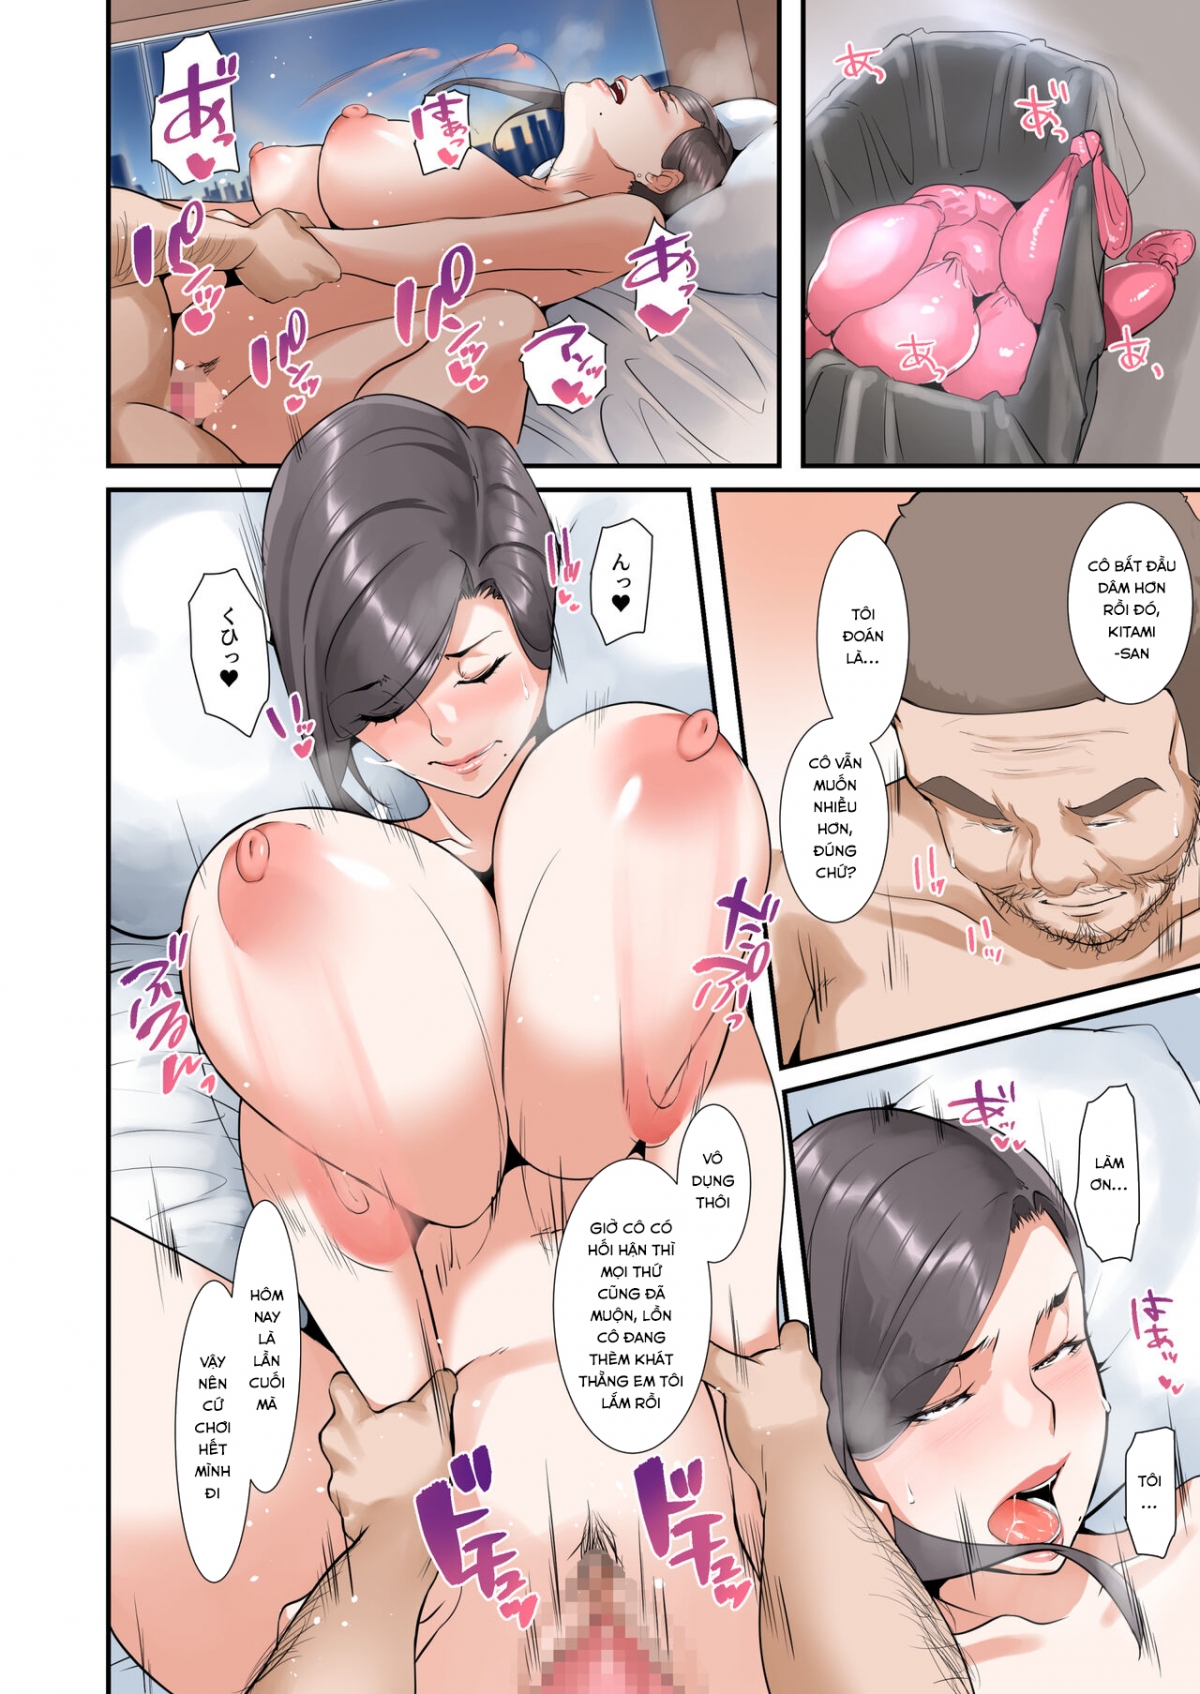 あっ
あ゛っ
あっ
あ、
あ゛っ
まあっ
パンッ
パンッ
パンッ
あっ
アンッ
CÔ BẮT ĐẦU
DÂM HƠN
RỒI ĐÓ,
KITAMI
-SAN
TÔI
ĐOÁN
LÀ...
CÔ VẪN
MUỐN
NHIỀU
HƠN,
ĐÚNG
CHỨ?
んっ♥
くひっ♥
LÀM
ƠN...
TÔI
...
はぁっ
VÔ
DỤNG
THÔI
GIỜ CÔ CÓ
HỐI HẬN THÌ
MỌI THỨ
CŨNG ĐÃ
MUỘN, LỒN
CÔ ĐANG
THÈM KHÁT
THẰNG EM TÔI
LẮM RỒI
HÔM
NAY
LÀ
LẦN
CUỐI
MÀ
VẬY
NÊN
CỨ
CHƠI
HẾT
MÌNH
ĐI
ドチュッ
ドチュッ